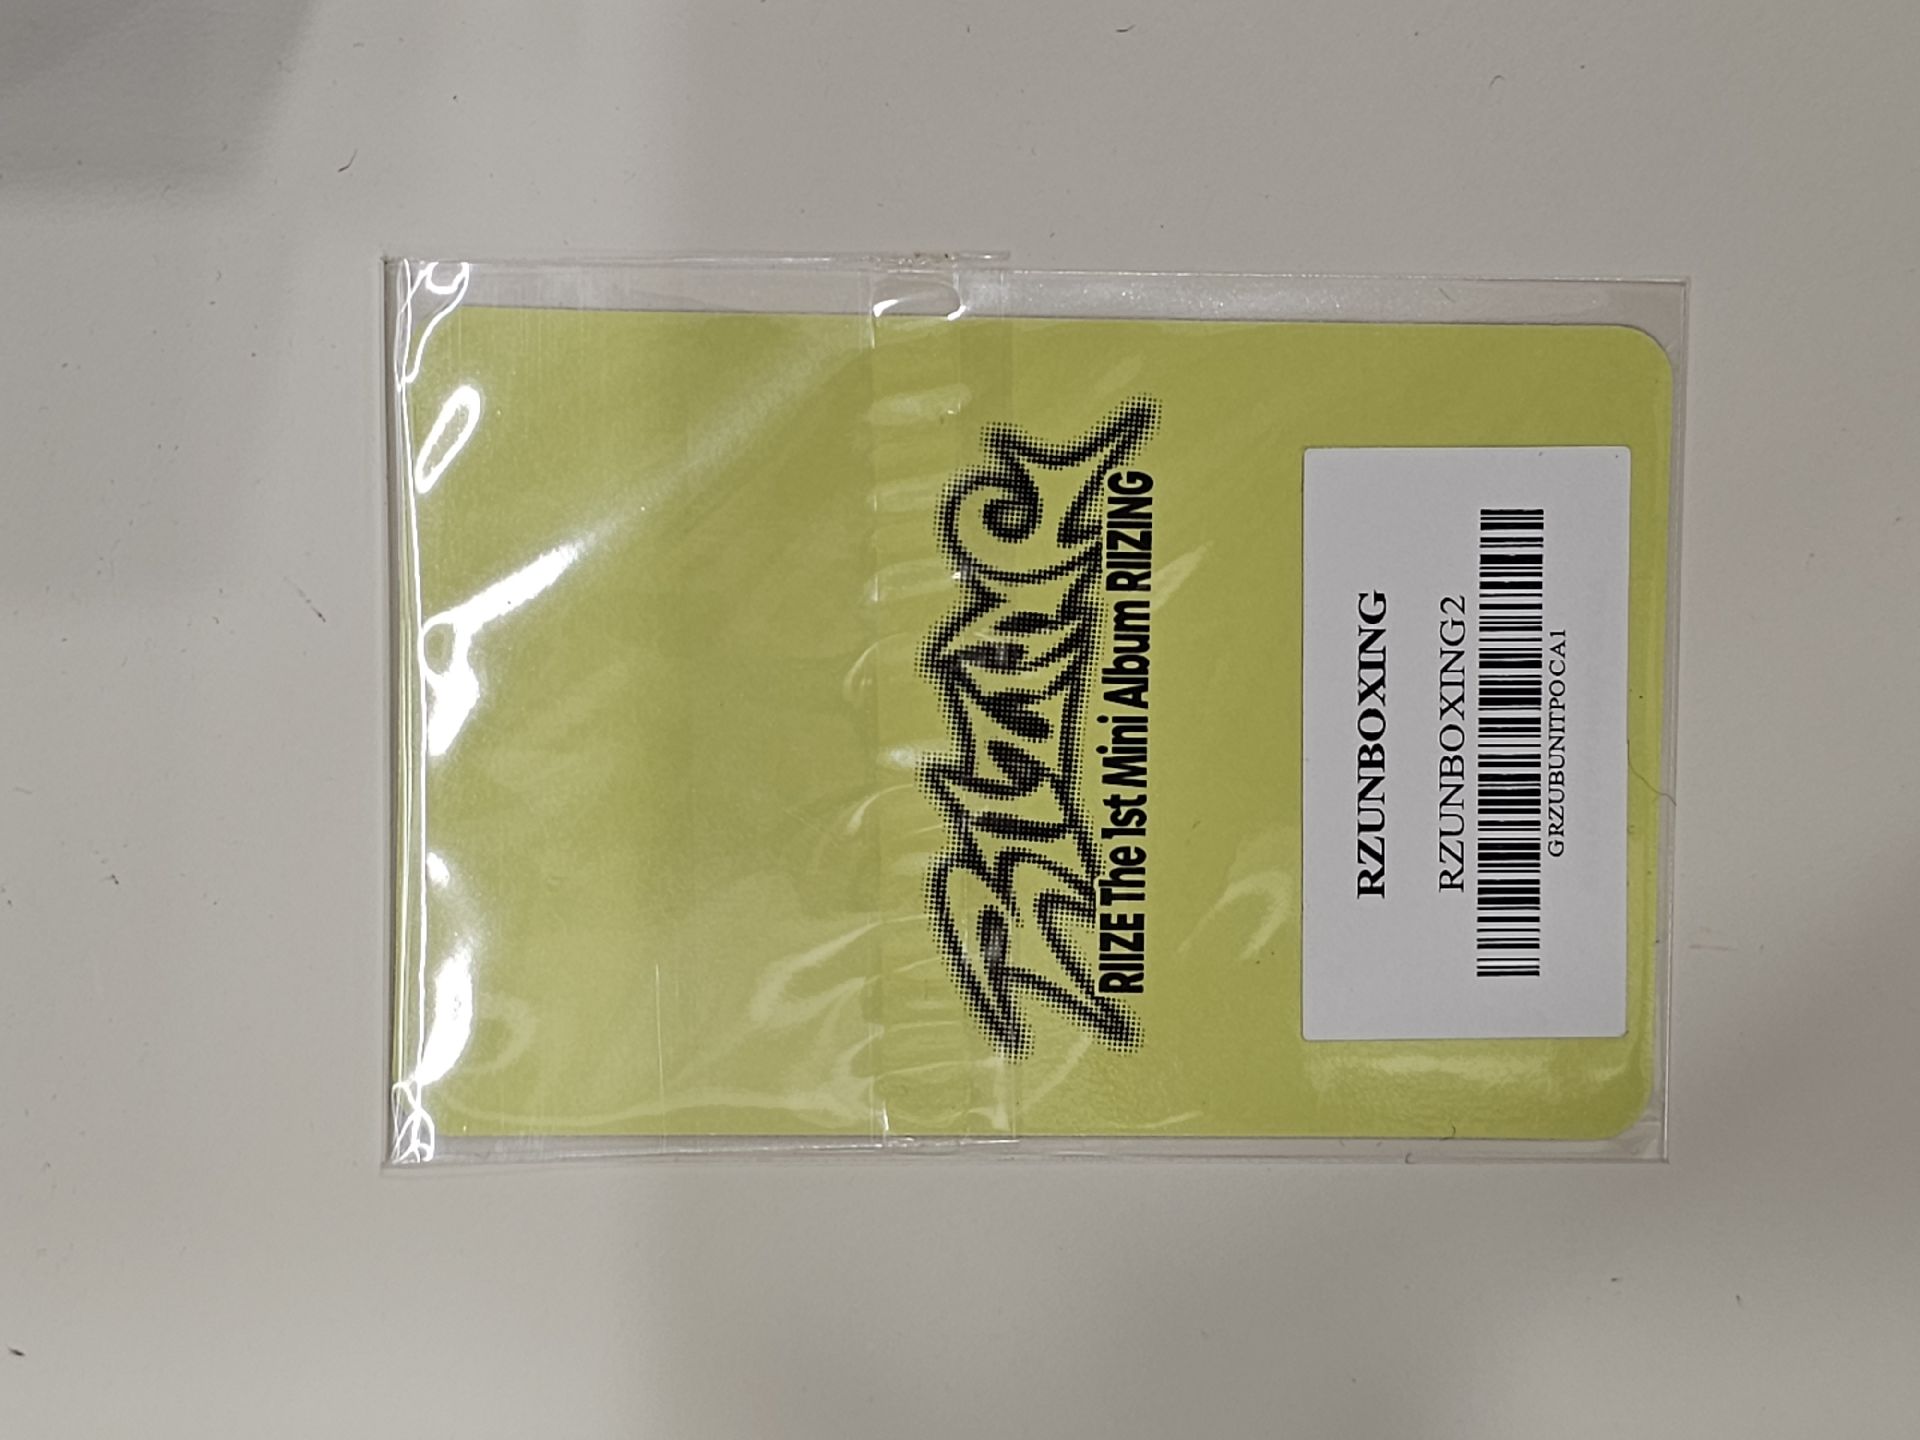 RIIZING
RIIZE The 1st Mini Album RIIZING
RZUNBOXING
RZUNBOXING2
GRZUBUNITPOCA1